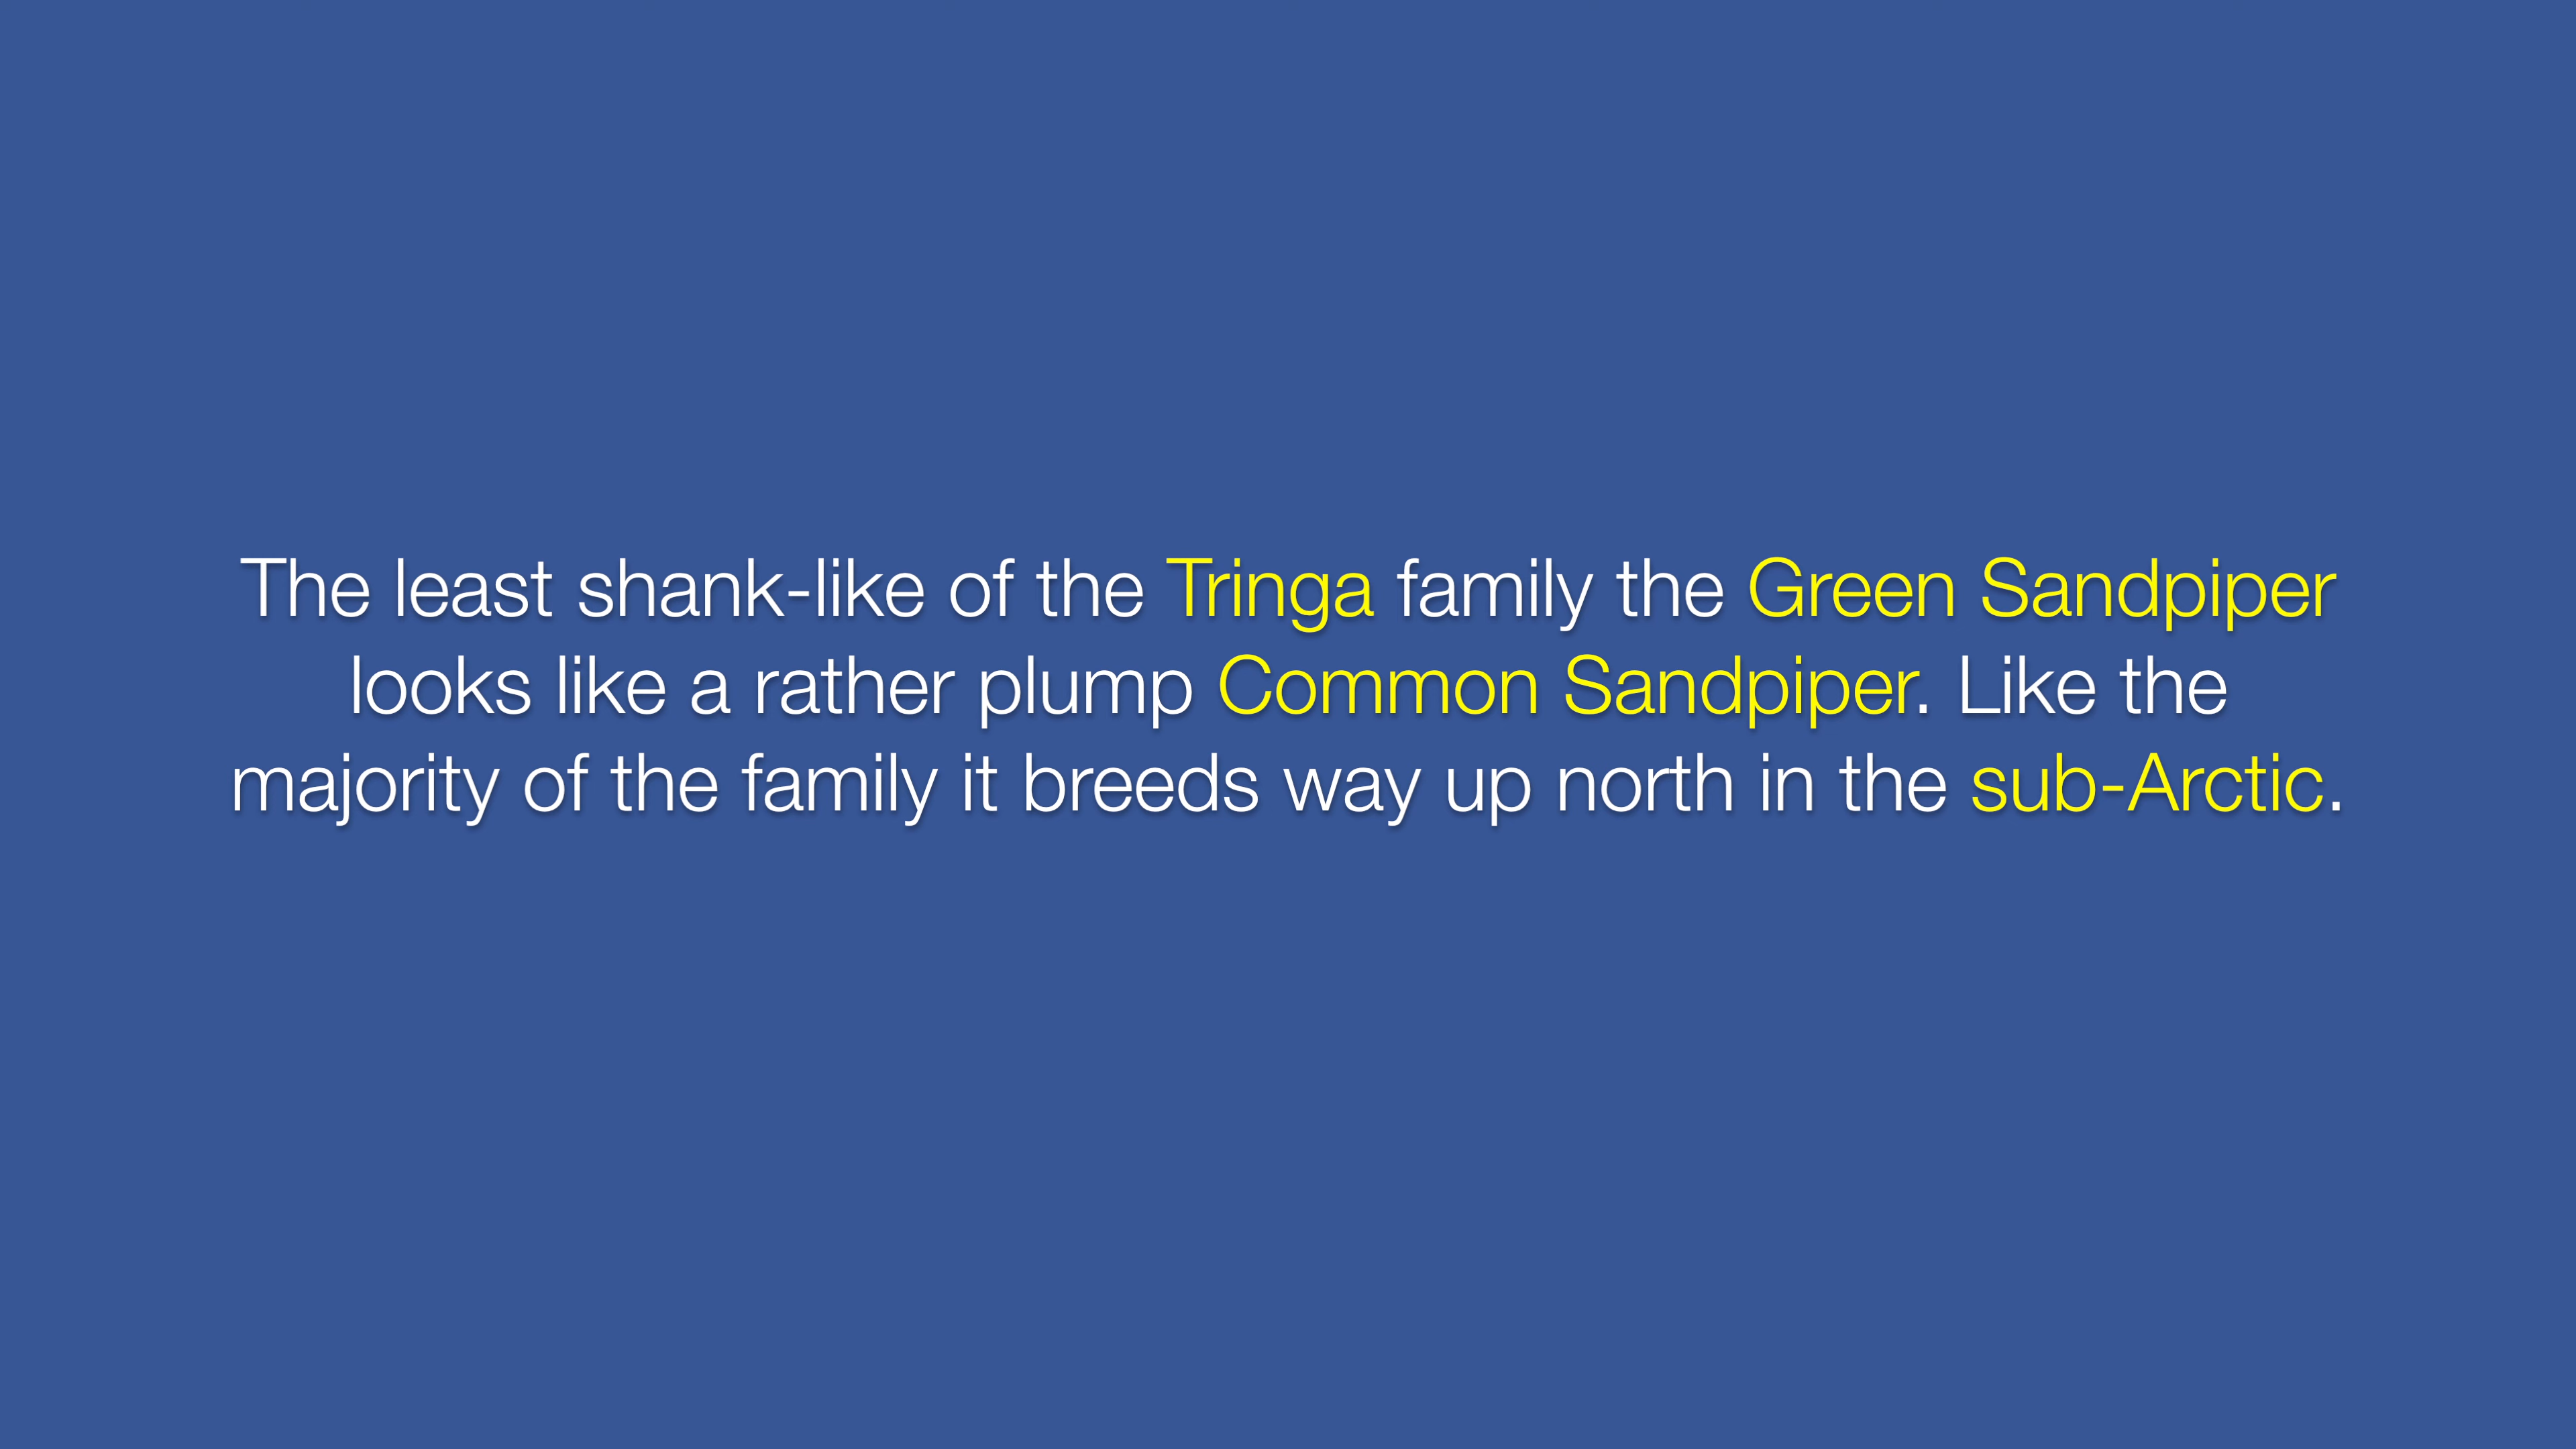 The least shank-like of the Tringa family the Green Sandpiper
looks like a rather plump Common Sandpiper. Like the
majority of the family it breeds way up north in the sub-Arctic.